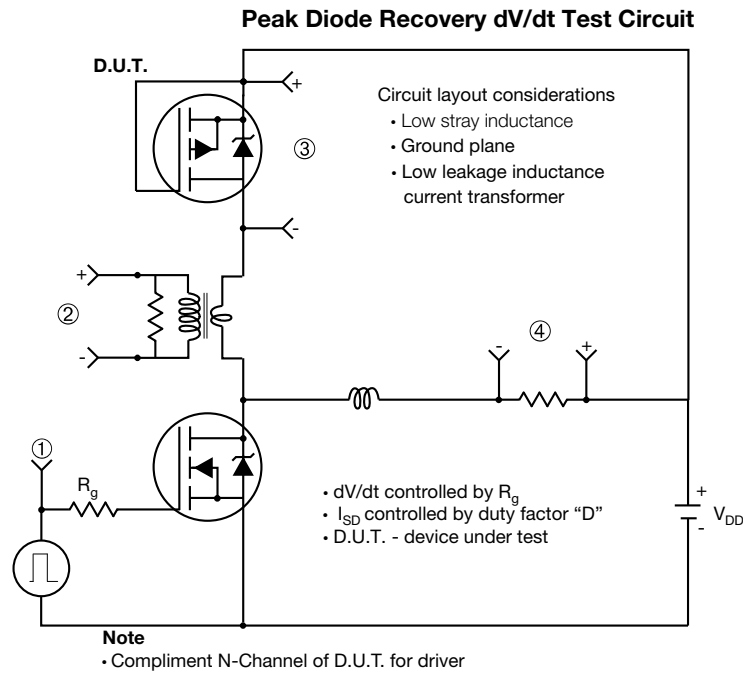 Peak Diode Recovery dV/dt Test Circuit
D.U.T.
+
Circuit layout considerations
• Low stray inductance
• Ground plane
• Low leakage inductance
current transformer
③
-
+
②
-
④
-
+
①
Rg
• dV/dt controlled by Rg
• ISD controlled by duty factor “D”
• D.U.T. - device under test
+
VDD
-
Note
• Compliment N-Channel of D.U.T. for driver